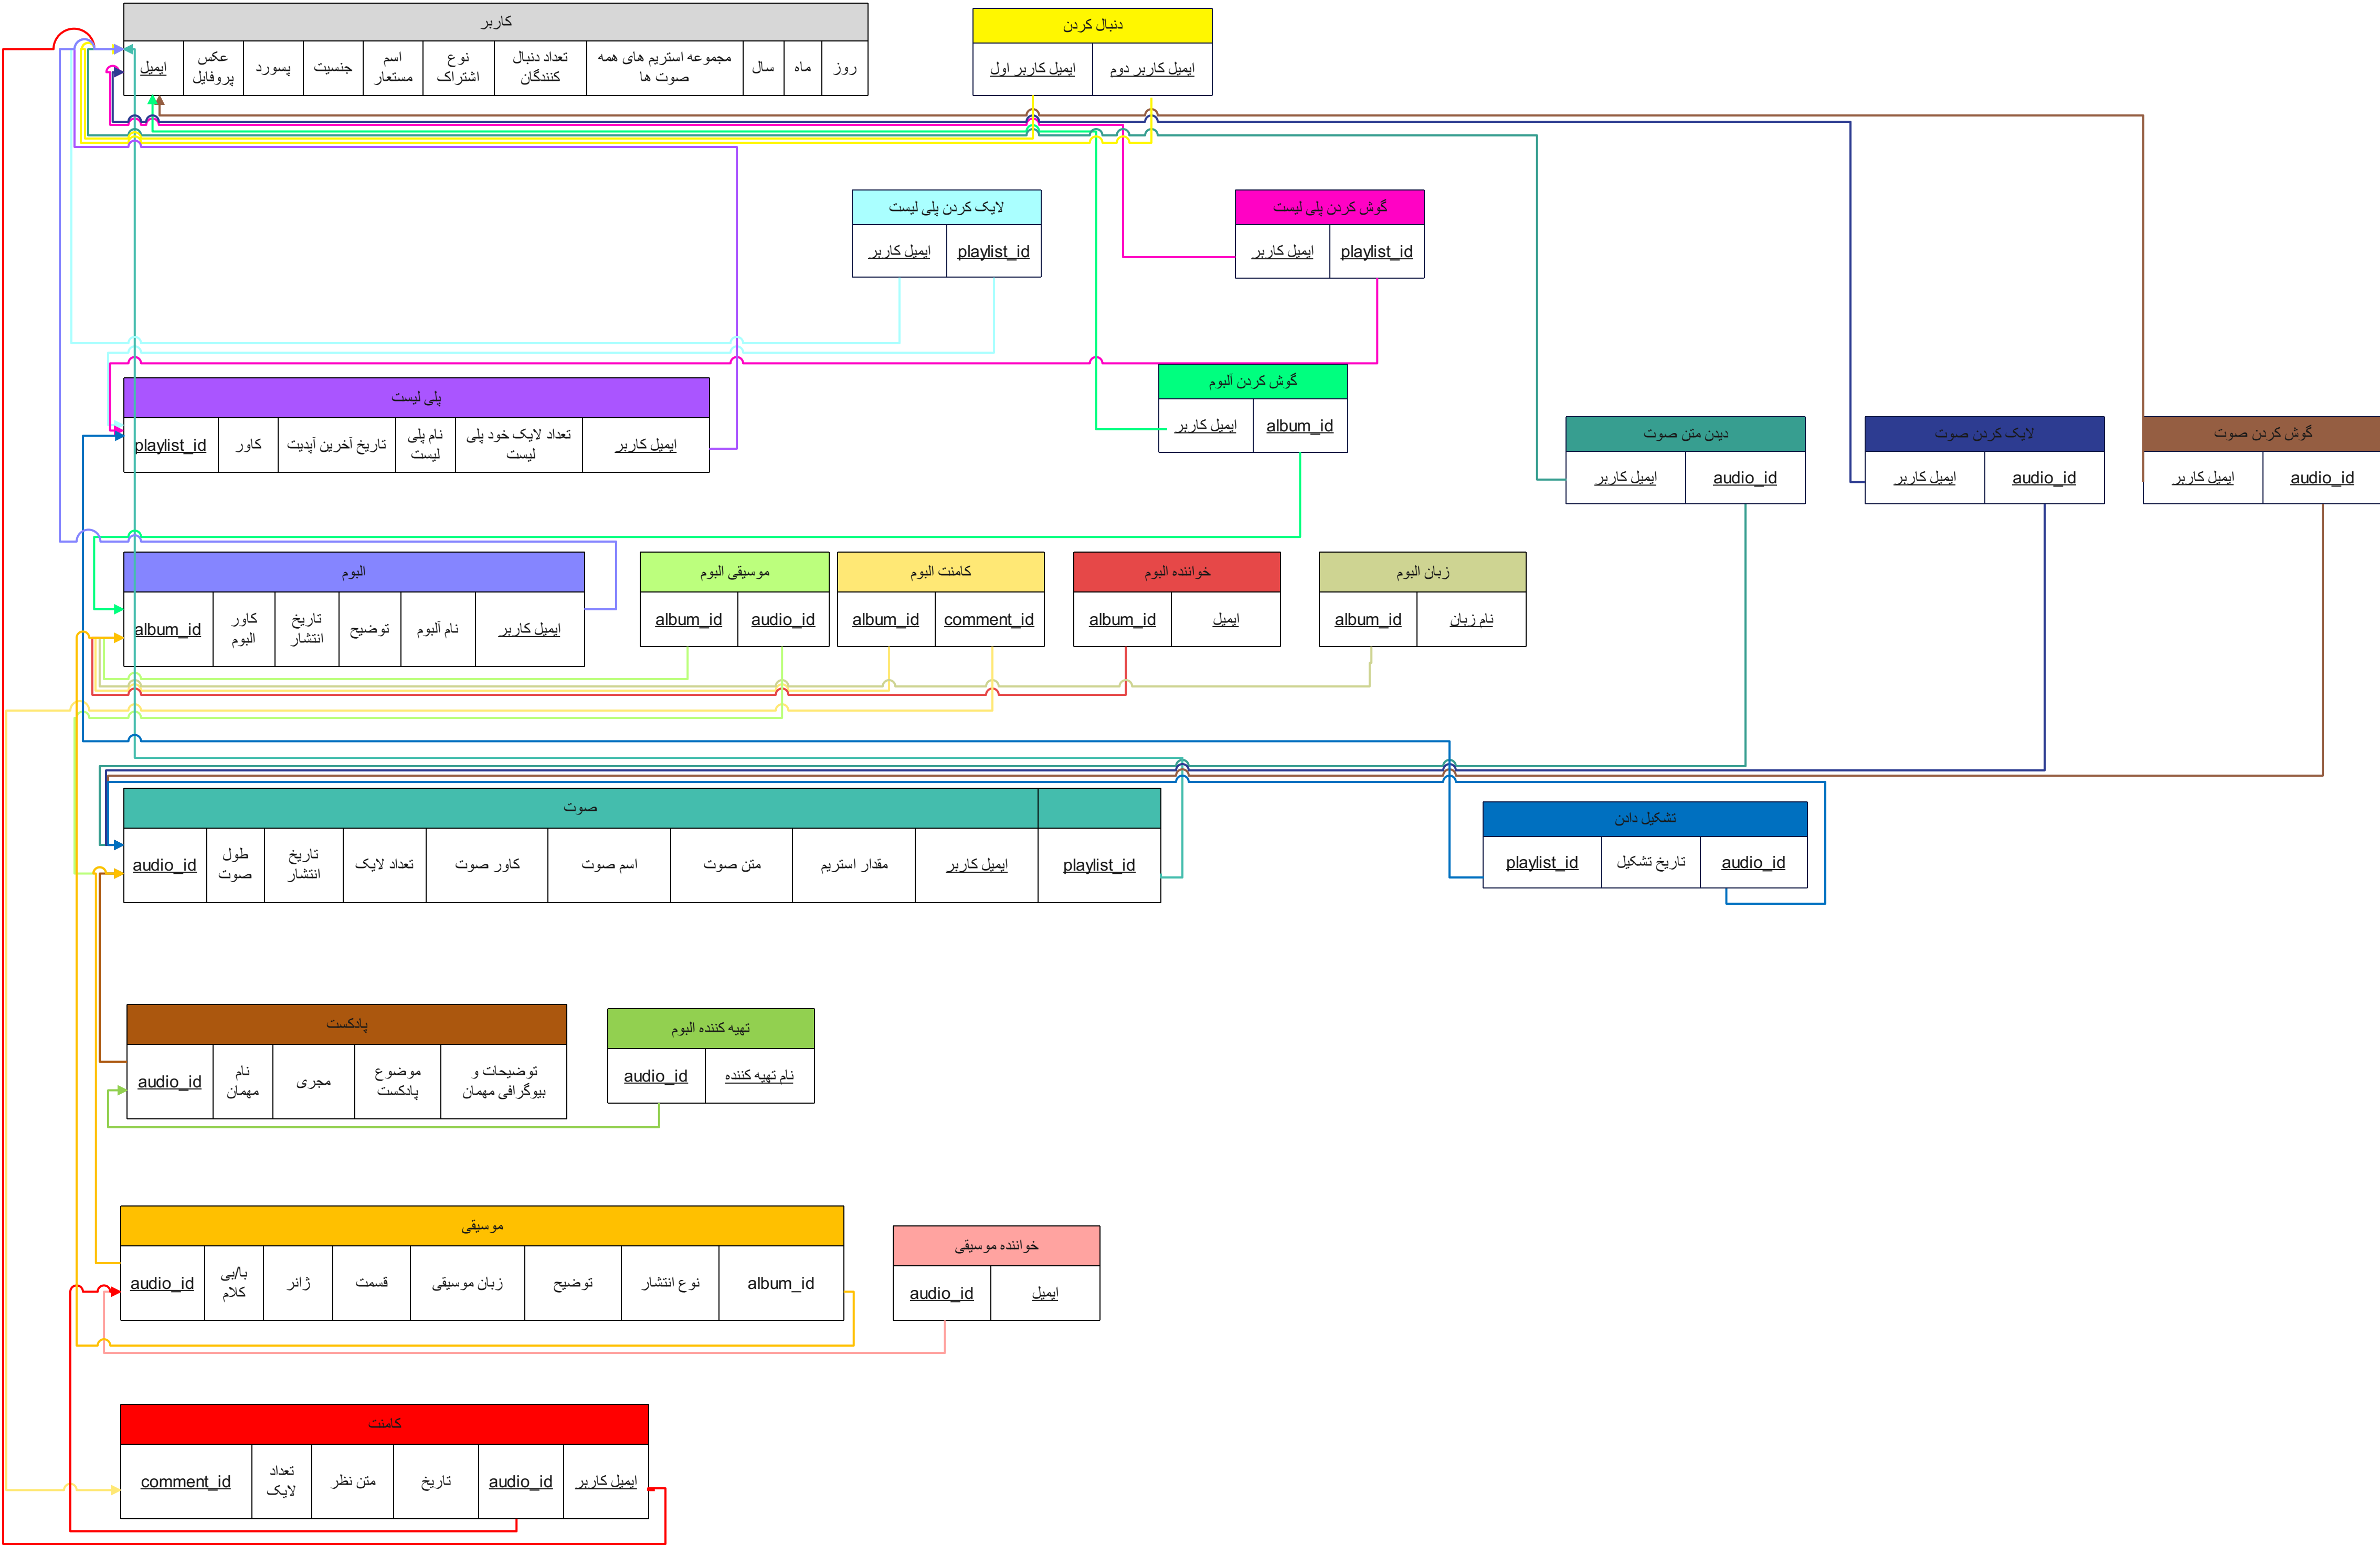 کاربر
ایمیل
عکس
پروفایل
پسورد
جنسیت
اسم
مستعار
نوع
اشتراک
تعداد دنبال
کنندگان
مجموعه استریم های همه
صوت ها
سال
ماه
روز
دنبال کردن
ایمیل کاربر اول
ایمیل کاربر دوم
لایک کردن پلی لیست
ایمیل کاربر
playlist_id
گوش کردن پلی لیست
ایمیل کاربر
playlist_id
پلی لیست
playlist_id
کاور
تاریخ آخرین آپدیت
نام پلی
لیست
تعداد لایک خود پلی
لیست
ایمیل کاربر
گوش کردن آلبوم
ایمیل کاربر
album_id
دیدن متن صوت
ایمیل کاربر
audio_id
لایک کردن صوت
ایمیل کاربر
audio_id
گوش کردن صوت
ایمیل کاربر
audio_id
البوم
album_id
کاور
البوم
تاریخ
انتشار
توضیح
نام آلبوم
ایمیل کاربر
موسیقی البوم
album_id
audio_id
کامنت البوم
album_id
comment_id
خواننده البوم
album_id
ایمیل
زبان البوم
album_id
نام زبان
صوت
audio_id
طول
صوت
تاریخ
انتشار
تعداد لایک
کاور صوت
اسم صوت
متن صوت
مقدار استریم
ایمیل کاربر
playlist_id
تشکیل دادن
playlist_id
تاریخ تشکیل
audio_id
پادکست
audio_id
نام
مهمان
مجری
موضوع
پادکست
توضیحات و
بیوگرافی مهمان
تهیه کننده البوم
audio_id
نام تهیه کننده
موسیقی
audio_id
با/بی
کلام
ژانر
قسمت
زبان موسیقی
توضیح
نوع انتشار
album_id
خواننده موسیقی
audio_id
ایمیل
کامنت
comment_id
تعداد
لایک
متن نظر
تاریخ
audio_id
ایمیل کاربر